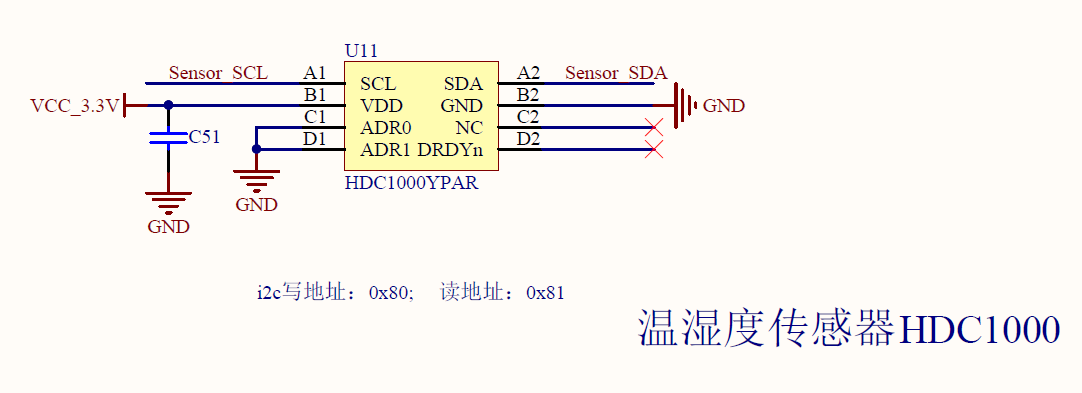 U11
Sensor_SCL A1 SCL SDA A2 Sensor_SDA
VCC_3.3V B1 VDD GND B2 GND
C51 C1 ADR0 NC C2
D1 ADR1 DRDYn D2
HDC1000YPAR
GND
GND
i2c写地址：0x80; 读地址：0x81
温湿度传感器HDC1000